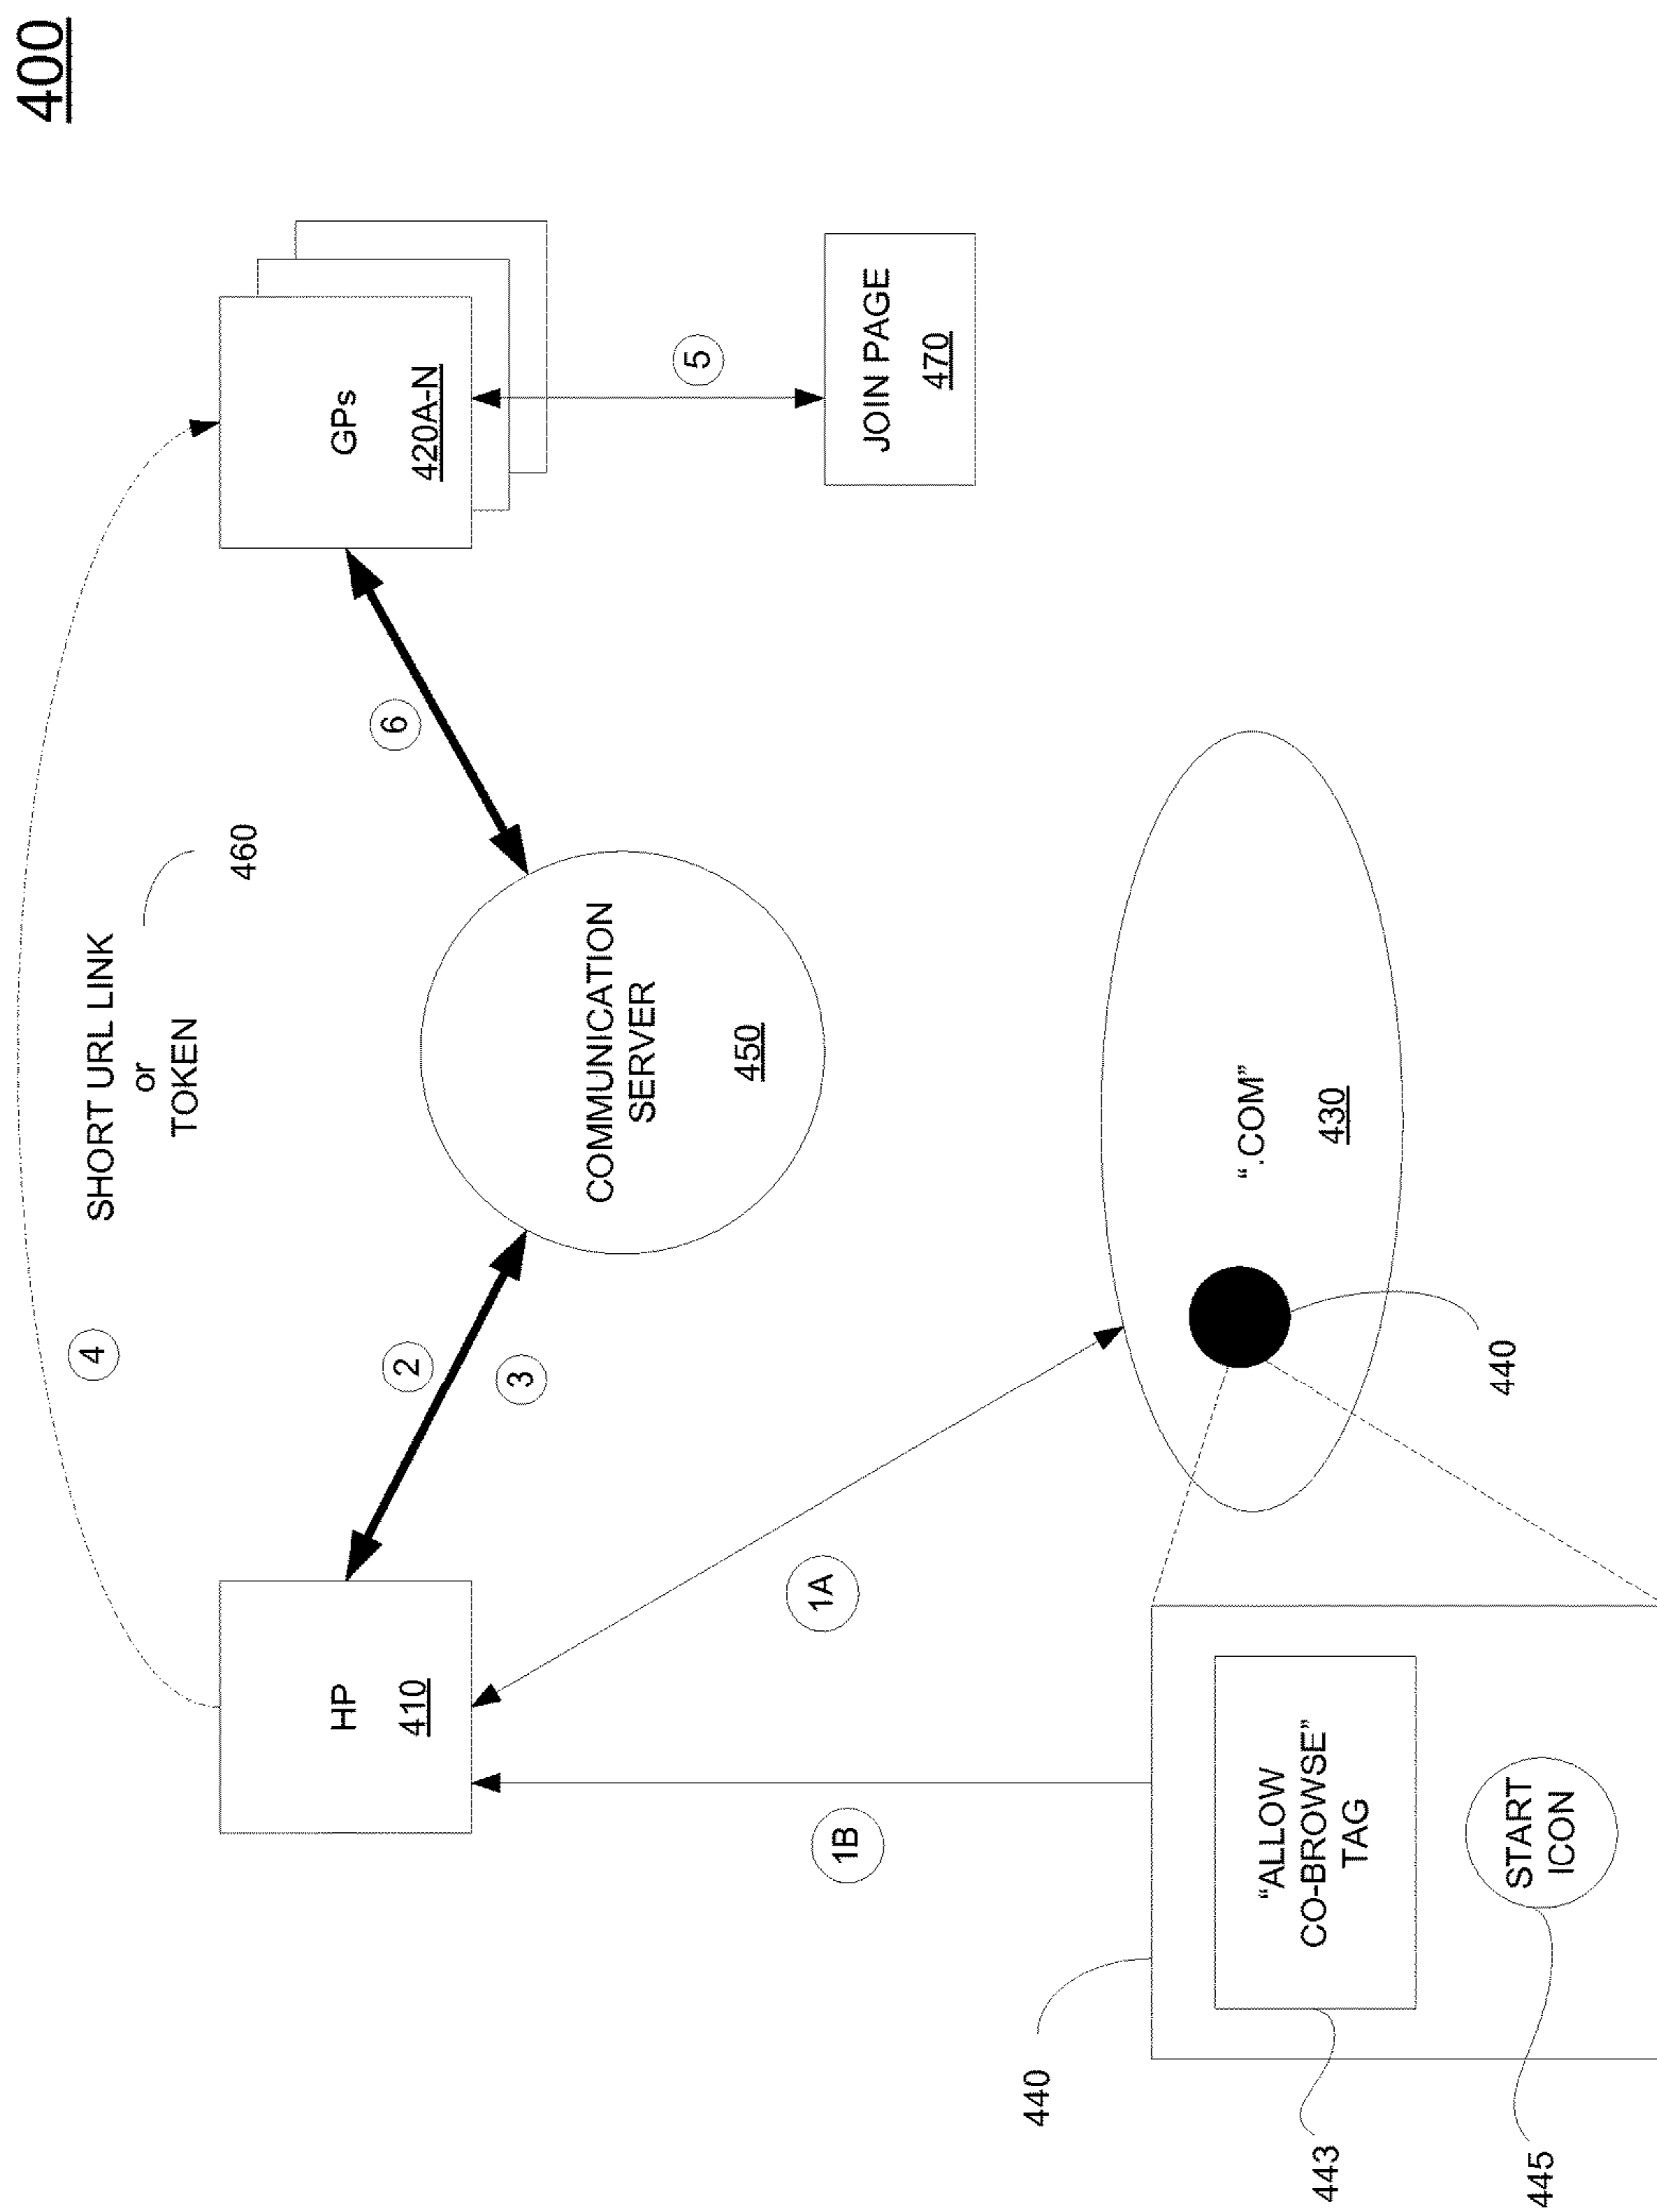 400
4
SHORT URL LINK
or
TOKEN
460
HP
410
2
3
6
GPs
420A-N
COMMUNICATION
SERVER
450
5
1B
1A
JOIN PAGE
470
440
"ALLOW
CO-BROWSE"
TAG
443
START
ICON
445
".COM"
430
440